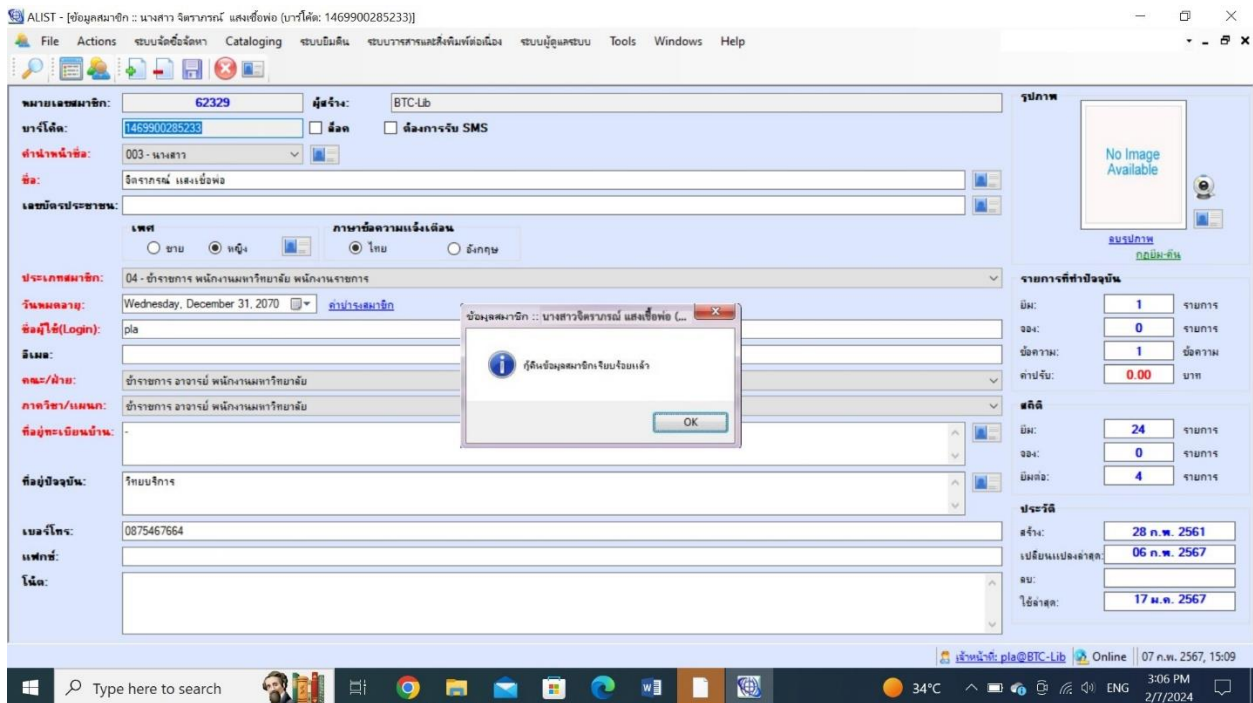 ALIST - [ข้อมูลสมาชิก :: นางสาว จิตราภรณ์ แสงเชื้อพ่อ (บาร์โค้ด: 1469900285233)]
File Actions ระบบจัดซื้อจัดหา Cataloging ระบบยืมคืน ระบบวารสารและสิ่งพิมพ์ต่อเนื่อง ระบบผู้ดูแลระบบ Tools Windows Help
หมายเลขสมาชิก: 62329 ผู้สร้าง: BTC-Lib
บาร์โค้ด: 1469900285233 ล็อค ต้องการรับ SMS
คำนำหน้าชื่อ: 003 - นางสาว
ชื่อ: จิตราภรณ์ แสงเชื้อพ่อ
เลขบัตรประชาชน:
เพศ ภาษาข้อความแจ้งเตือน
ชาย หญิง ไทย อังกฤษ
ประเภทสมาชิก: 04 - ข้าราชการ พนักงานมหาวิทยาลัย พนักงานราชการ
วันหมดอายุ: Wednesday, December 31, 2070 ค่าบำรุงสมาชิก
ชื่อผู้ใช้(Login): pla
อีเมล:
คณะ/ฝ่าย: ข้าราชการ อาจารย์ พนักงานมหาวิทยาลัย
ภาควิชา/แผนก: ข้าราชการ อาจารย์ พนักงานมหาวิทยาลัย
ที่อยู่ทะเบียนบ้าน: -
ที่อยู่ปัจจุบัน: วิทยบริการ
เบอร์โทร: 0875467664
แฟกซ์:
โน้ต:
ข้อมูลสมาชิก :: นางสาวจิตราภรณ์ แสงเชื้อพ่อ (...
กู้คืนข้อมูลสมาชิกเรียบร้อยแล้ว
OK
รูปภาพ
No Image
Available
ลบรูปภาพ
กฎยืม-คืน
รายการที่ทำปัจจุบัน
ยืม: 1 รายการ
จอง: 0 รายการ
ข้อความ: 1 ข้อความ
ค่าปรับ: 0.00 บาท
สถิติ
ยืม: 24 รายการ
จอง: 0 รายการ
ยืมต่อ: 4 รายการ
ประวัติ
สร้าง: 28 ก.พ. 2561
เปลี่ยนแปลงล่าสุด: 06 ก.พ. 2567
ลบ:
ใช้ล่าสุด: 17 ม.ค. 2567
เจ้าหน้าที่: pla@BTC-Lib Online 07 ก.พ. 2567, 15:09
Type here to search 34°C ENG 3:06 PM
2/7/2024